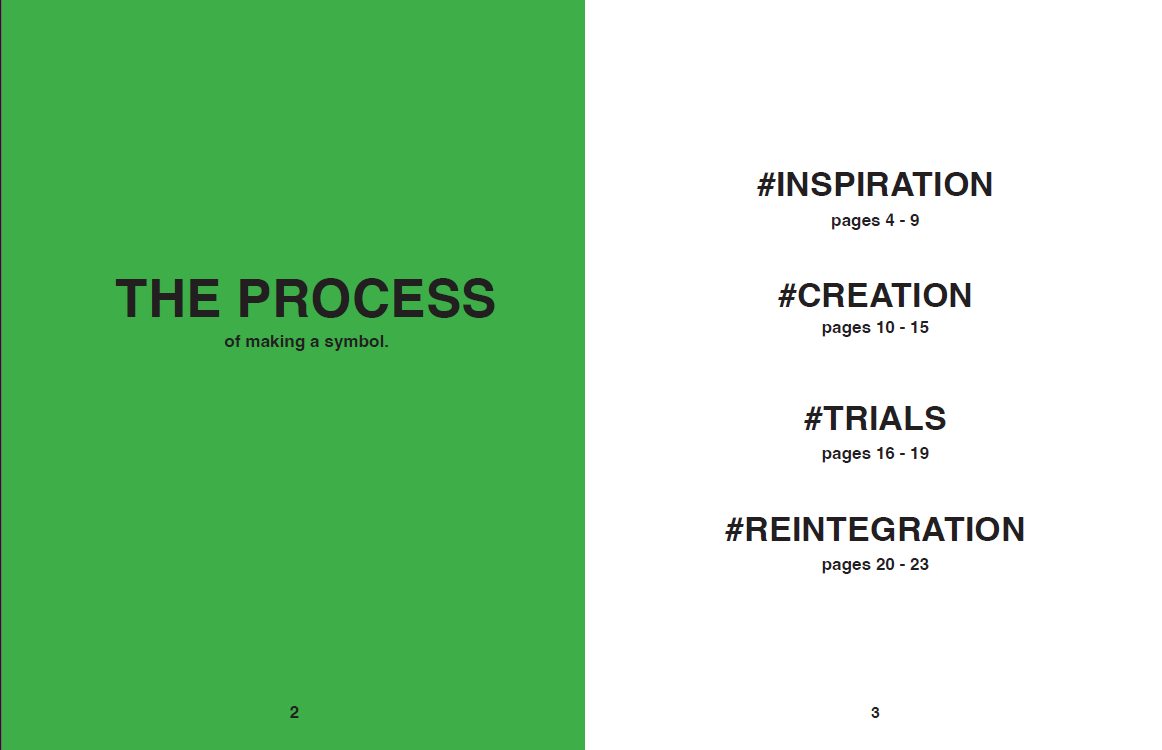 THE PROCESS
of making a symbol.
2
#INSPIRATION
pages 4 - 9
#CREATION
pages 10 - 15
#TRIALS
pages 16 - 19
#REINTEGRATION
pages 20 - 23
3